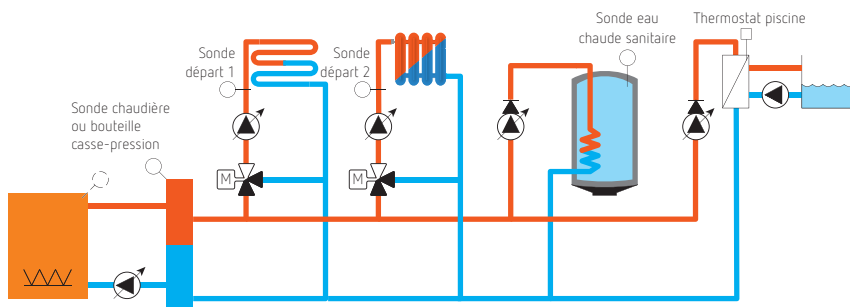 Sonde eau
chaude sanitaire
Thermostat piscine
Sonde
départ 1
Sonde
départ 2
Sonde chaudière
ou bouteille
casse-pression
M
M